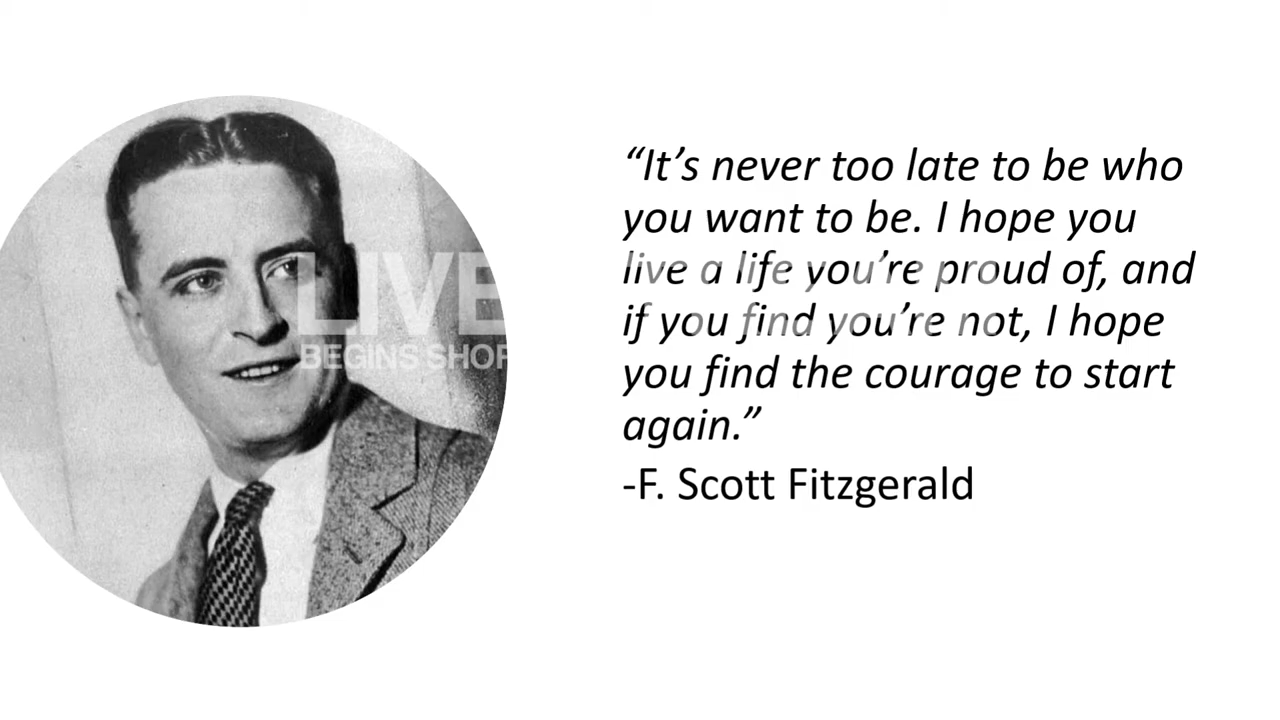 “It’s never too late to be who
you want to be. I hope you
live a life you’re proud of, and
if you find you’re not, I hope
you find the courage to start
again.”
-F. Scott Fitzgerald
LIVE
BEGINS